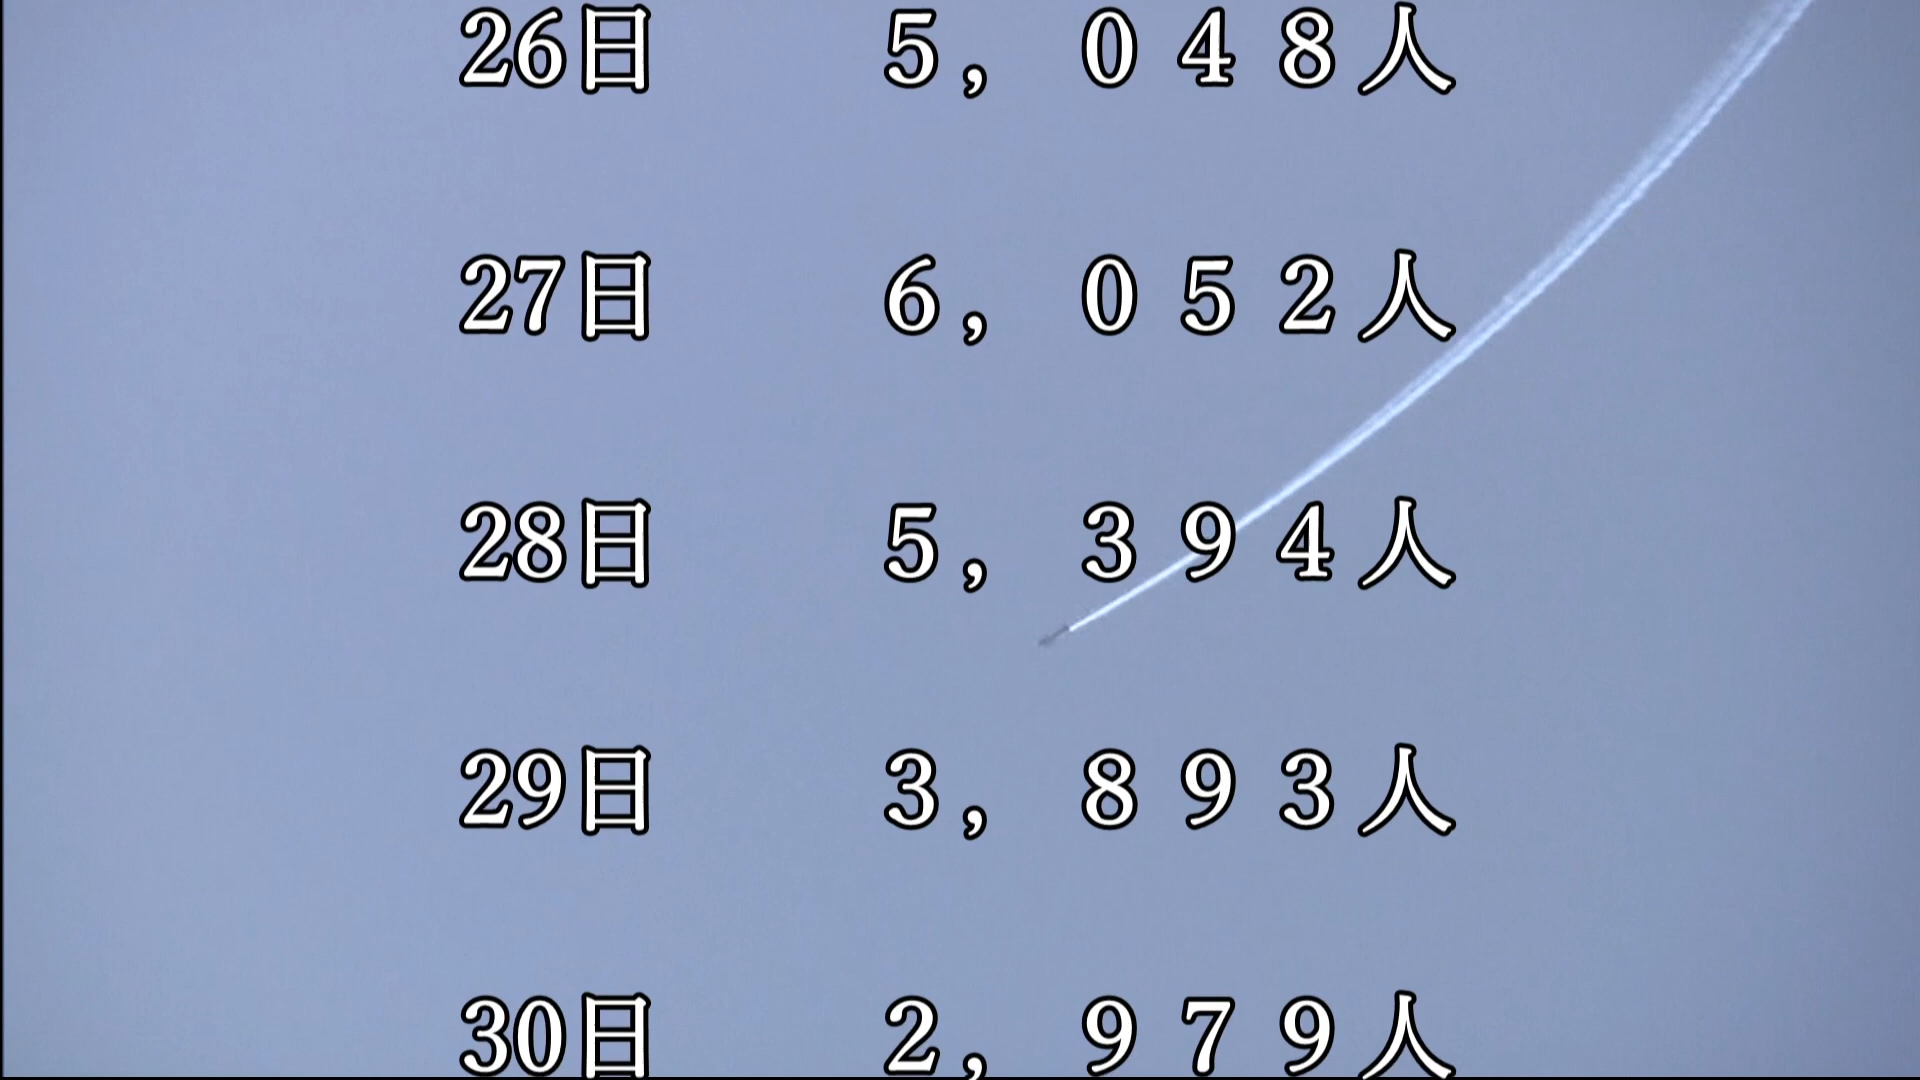 26日 5,048人
27日 6,052人
28日 5,394人
29日 3,893人
30日 2,979人